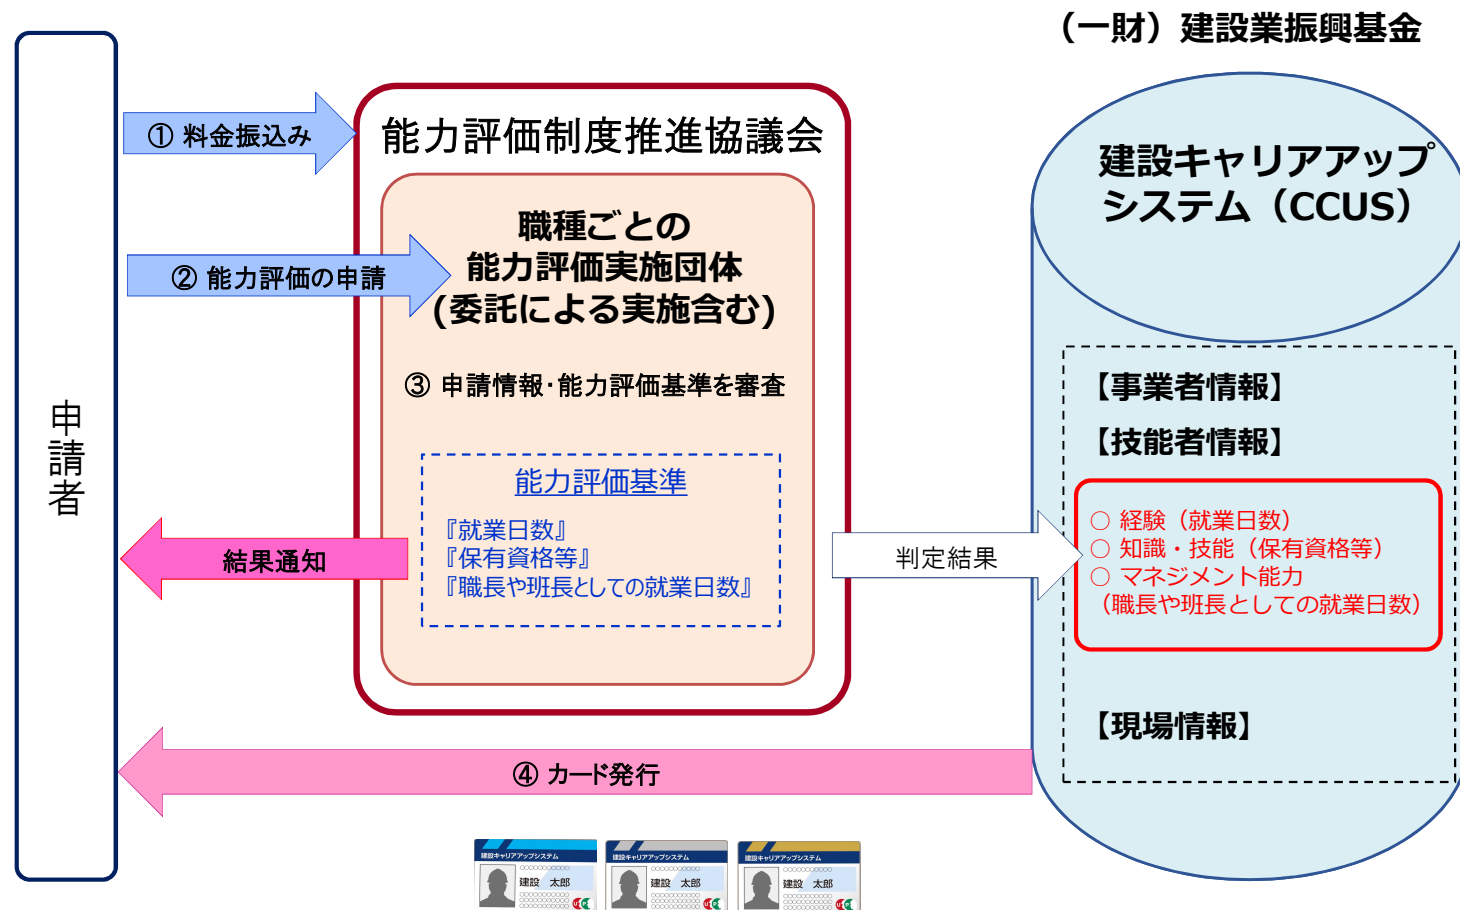 （一財）建設業振興基金
① 料金振込み
能力評価制度推進協議会
建設キャリアアップ
システム（CCUS）
職種ごとの
能力評価実施団体
(委託による実施含む)
② 能力評価の申請
③ 申請情報・能力評価基準を審査
申請者
【事業者情報】
【技能者情報】
能力評価基準
『就業日数』
『保有資格等』
『職長や班長としての就業日数』
結果通知
判定結果
○ 経験（就業日数）
○ 知識・技能（保有資格等）
○ マネジメント能力
（職長や班長としての就業日数）
【現場情報】
④ カード発行
建設キャリアアップシステム
建設 太郎
建設キャリアアップシステム
建設 太郎
建設キャリアアップシステム
建設 太郎